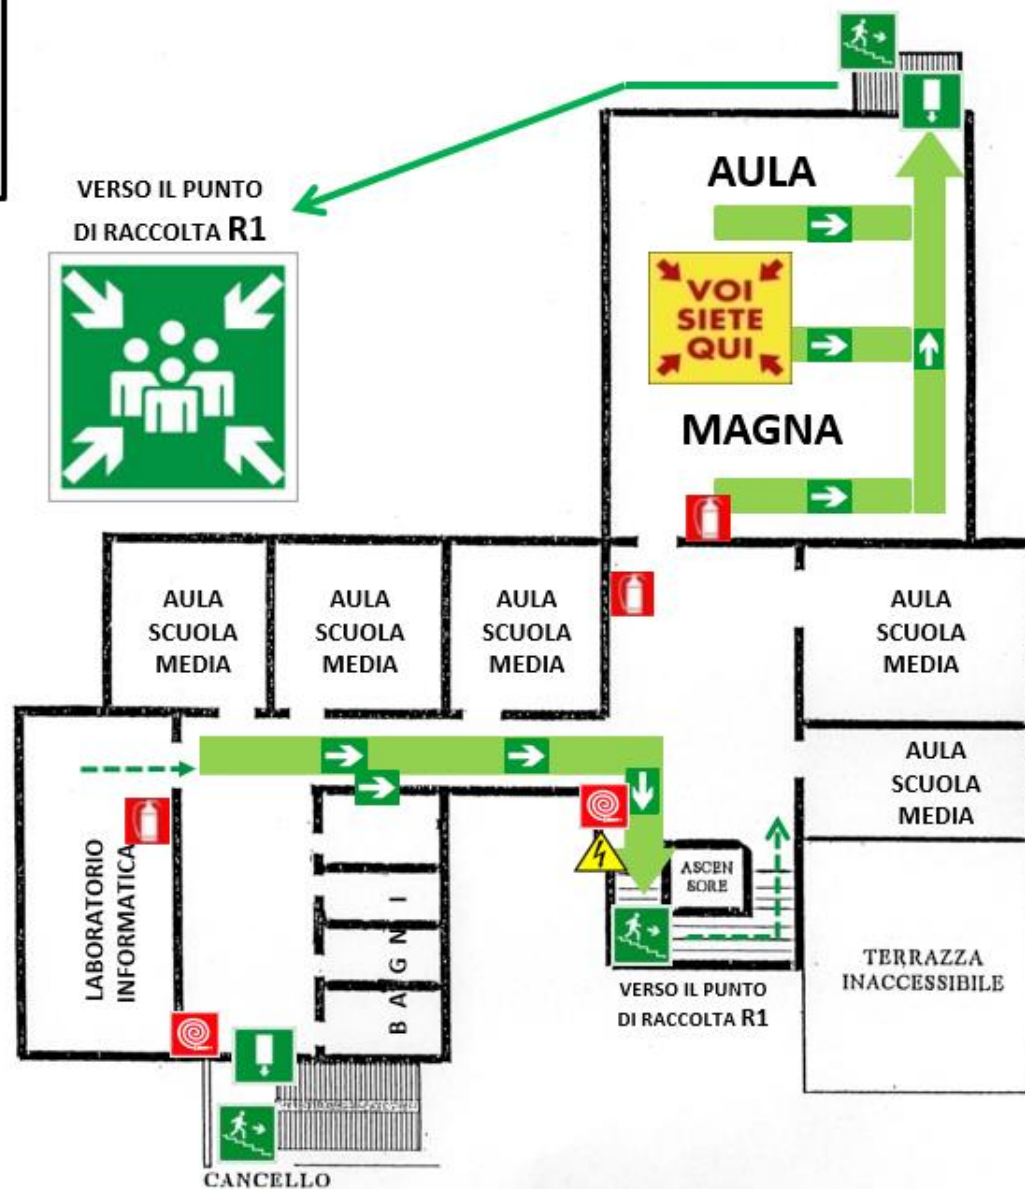 VERSO IL PUNTO
DI RACCOLTA R1
AULA
VOI
SIETE
QUI
MAGNA
AULA
SCUOLA
MEDIA
AULA
SCUOLA
MEDIA
AULA
SCUOLA
MEDIA
AULA
SCUOLA
MEDIA
AULA
SCUOLA
MEDIA
LABORATORIO
INFORMATICA
BAGNI
ASCEN
SORE
TERRAZZA
INACCESSIBILE
VERSO IL PUNTO
DI RACCOLTA R1
CANCELLO